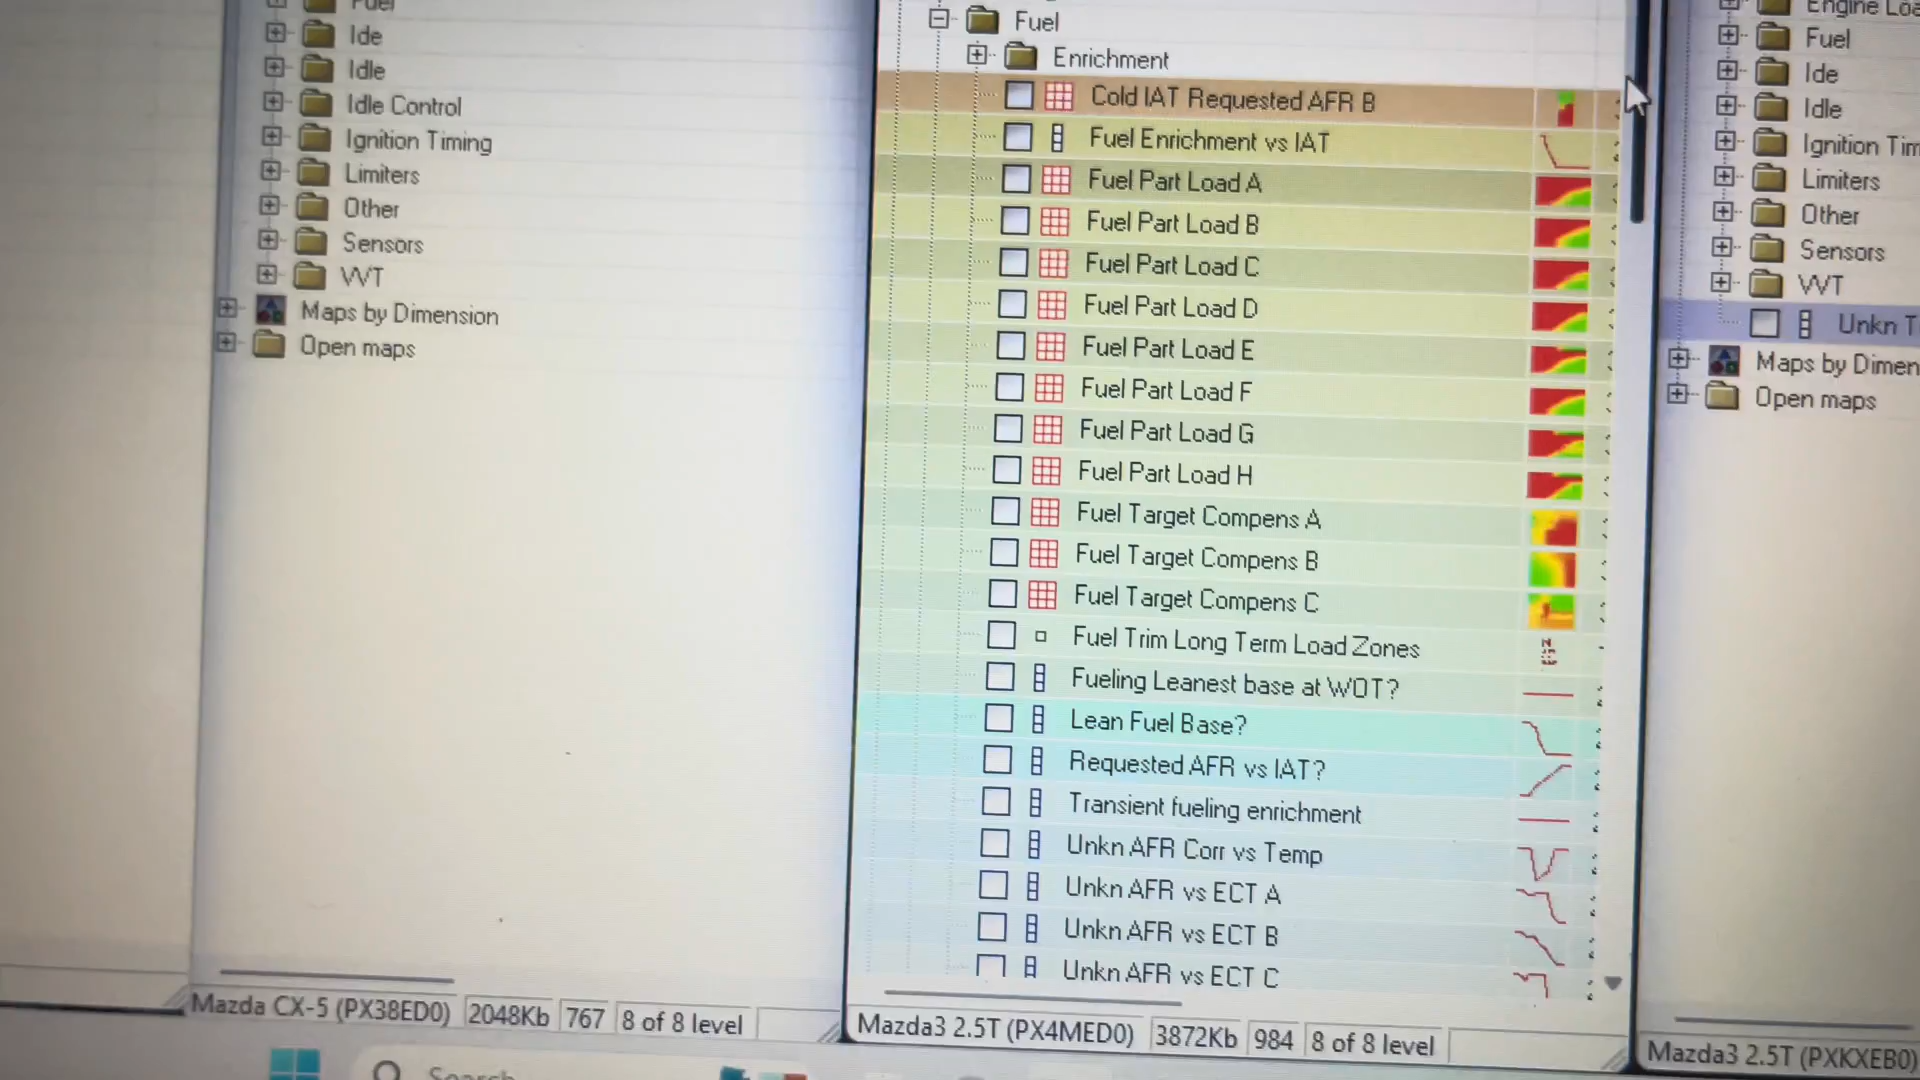 Fuel
Ide
Idle
Idle Control
Ignition Timing
Limiters
Other
Sensors
VVT
Maps by Dimension
Open maps
Mazda CX-5 (PX38ED0) 2048Kb 767 8 of 8 level
Fuel
Enrichment
Cold IAT Requested AFR B
Fuel Enrichment vs IAT
Fuel Part Load A
Fuel Part Load B
Fuel Part Load C
Fuel Part Load D
Fuel Part Load E
Fuel Part Load F
Fuel Part Load G
Fuel Part Load H
Fuel Target Compens A
Fuel Target Compens B
Fuel Target Compens C
Fuel Trim Long Term Load Zones
Fueling Leanest base at WOT?
Lean Fuel Base?
Requested AFR vs IAT?
Transient fueling enrichment
Unkn AFR Corr vs Temp
Unkn AFR vs ECT A
Unkn AFR vs ECT B
Unkn AFR vs ECT C
Mazda3 2.5T (PX4MED0) 3872Kb 984 8 of 8 level
Engine Loa
Fuel
Ide
Idle
Ignition Tim
Limiters
Other
Sensors
VVT
Unkn T
Maps by Dimen
Open maps
Mazda3 2.5T (PXKXEB0)
Search